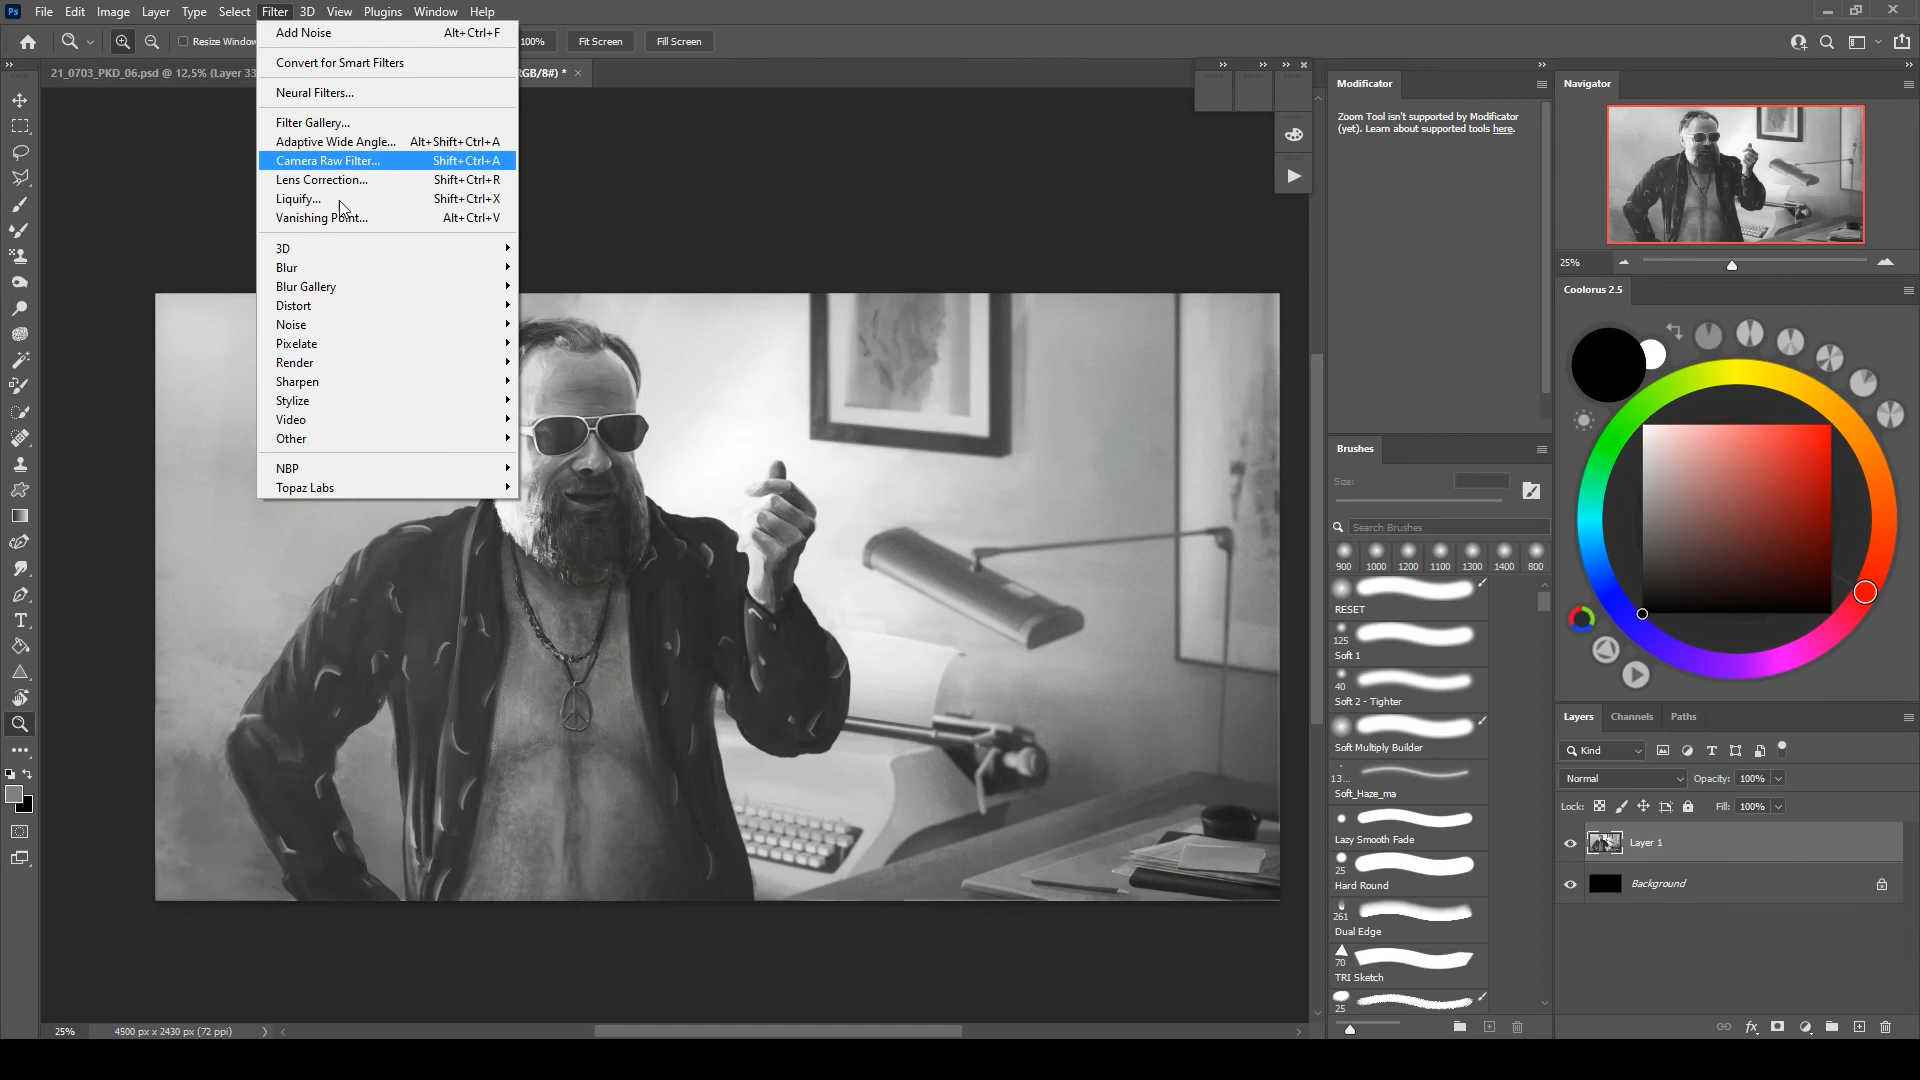 Ps File Edit Image Layer Type Select Filter 3D View Plugins Window Help
Resize Window 100% Fit Screen Fill Screen
21_0703_PKD_06.psd @ 12,5% (Layer 33 RGB/8#) * ×
Add Noise Alt+Ctrl+F
Convert for Smart Filters
Neural Filters...
Filter Gallery...
Adaptive Wide Angle... Alt+Shift+Ctrl+A
Camera Raw Filter... Shift+Ctrl+A
Lens Correction... Shift+Ctrl+R
Liquify... Shift+Ctrl+X
Vanishing Point... Alt+Ctrl+V
3D
Blur
Blur Gallery
Distort
Noise
Pixelate
Render
Sharpen
Stylize
Video
Other
NBP
Topaz Labs
25% 4500 px x 2430 px (72 ppi)
Modificator
Zoom Tool isn't supported by Modificator
(yet). Learn about supported tools here.
Brushes
Size:
Search Brushes
900 1000 1200 1100 1300 1400 800
RESET
125
Soft 1
40
Soft 2 - Tighter
Soft Multiply Builder
13...
Soft_Haze_ma
Lazy Smooth Fade
25
Hard Round
261
Dual Edge
70
TRI Sketch
25
Navigator
25%
Coolorus 2.5
Layers Channels Paths
Kind
Normal Opacity: 100%
Lock: Fill: 100%
Layer 1
Background